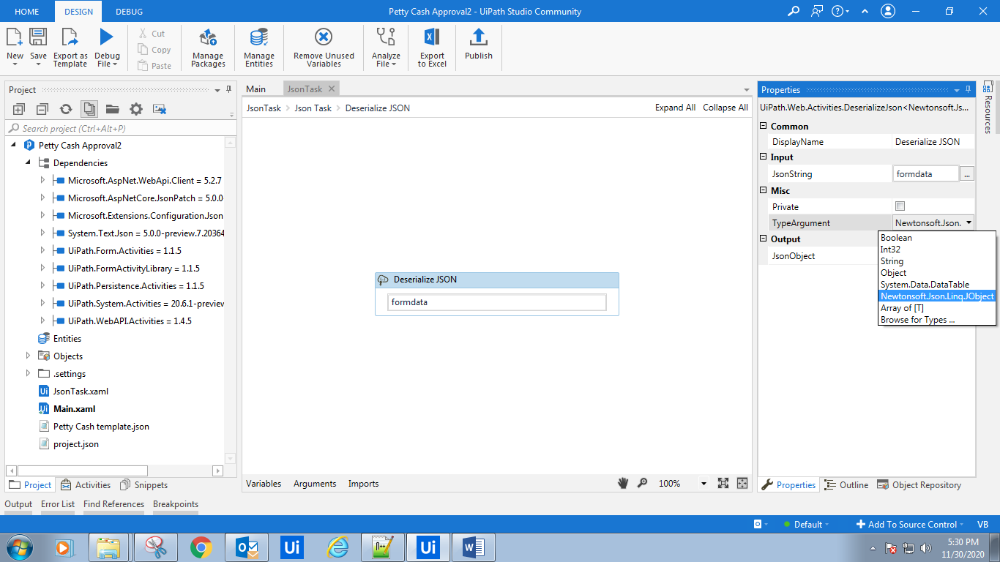 HOME DESIGN DEBUG Petty Cash Approval2 - UiPath Studio Community
New Save Export as Template Debug File Cut Copy Paste Manage Packages Manage Entities Remove Unused Variables Analyze File Export to Excel Publish
Project
Search project (Ctrl+Alt+P)
Petty Cash Approval2
Dependencies
Microsoft.AspNet.WebApi.Client = 5.2.7
Microsoft.AspNetCore.JsonPatch = 5.0.0
Microsoft.Extensions.Configuration.Json
System.Text.Json = 5.0.0-preview.7.20364
UiPath.Form.Activities = 1.1.5
UiPath.FormActivityLibrary = 1.1.5
UiPath.Persistence.Activities = 1.1.5
UiPath.System.Activities = 20.6.1-preview
UiPath.WebAPI.Activities = 1.4.5
Entities
Objects
.settings
JsonTask.xaml
Main.xaml
Petty Cash template.json
project.json
Project Activities Snippets
Main JsonTask
JsonTask > Json Task > Deserialize JSON Expand All Collapse All
Deserialize JSON
formdata
Variables Arguments Imports 100%
Properties
UiPath.Web.Activities.DeserializeJson<Newtonsoft.Js...
Common
DisplayName Deserialize JSON
Input
JsonString formdata ...
Misc
Private
TypeArgument Newtonsoft.Json.
Output
JsonObject
Boolean
Int32
String
Object
System.Data.DataTable
Newtonsoft.Json.Linq.JObject
Array of [T]
Browse for Types ...
Properties Outline Object Repository
Resources
Output Error List Find References Breakpoints
Default Add To Source Control VB
Ui Ui
5:30 PM
11/30/2020